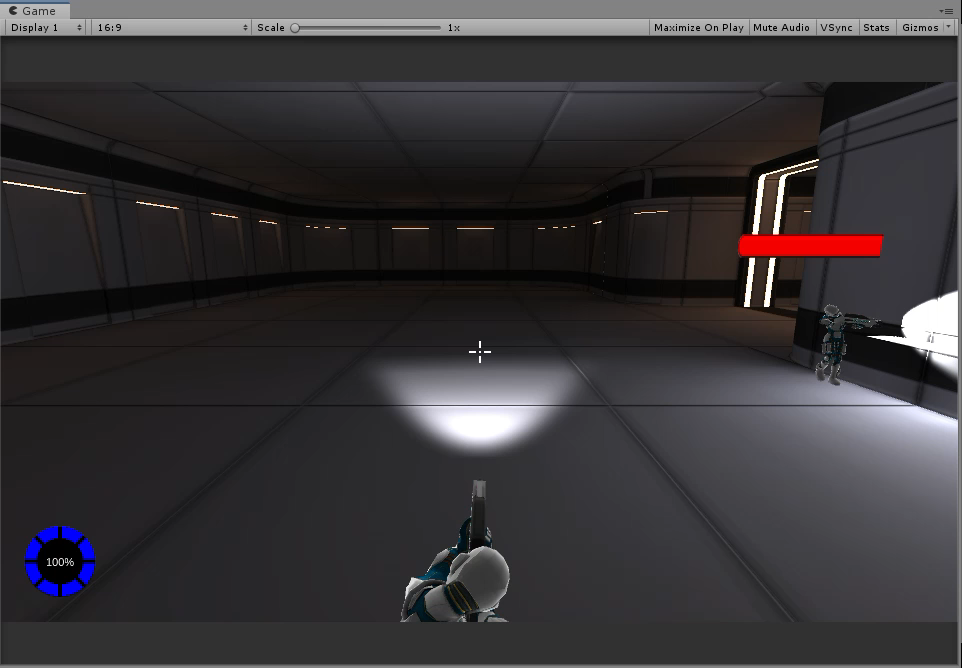 Game
Display 1 16:9 Scale 1x Maximize On Play Mute Audio VSync Stats Gizmos
100%